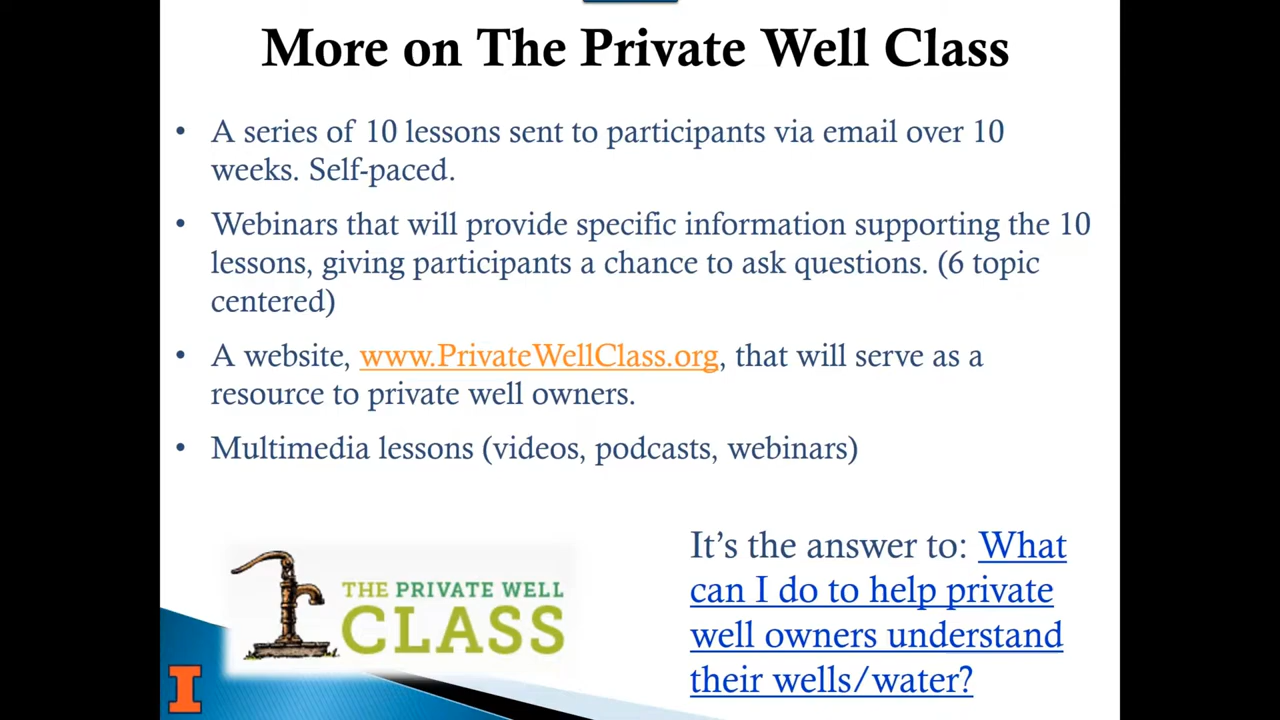 More on The Private Well Class
• A series of 10 lessons sent to participants via email over 10
weeks. Self-paced.
• Webinars that will provide specific information supporting the 10
lessons, giving participants a chance to ask questions. (6 topic
centered)
• A website, www.PrivateWellClass.org, that will serve as a
resource to private well owners.
• Multimedia lessons (videos, podcasts, webinars)
It’s the answer to: What
can I do to help private
well owners understand
their wells/water?
THE PRIVATE WELL
CLASS
I